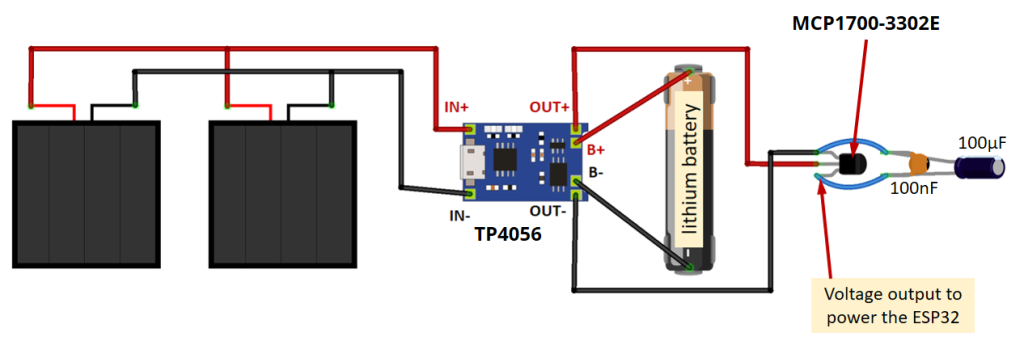 MCP1700-3302E
IN+
OUT+
B+
B-
IN-
OUT-
TP4056
+
lithium battery
-
100µF
100nF
Voltage output to
power the ESP32